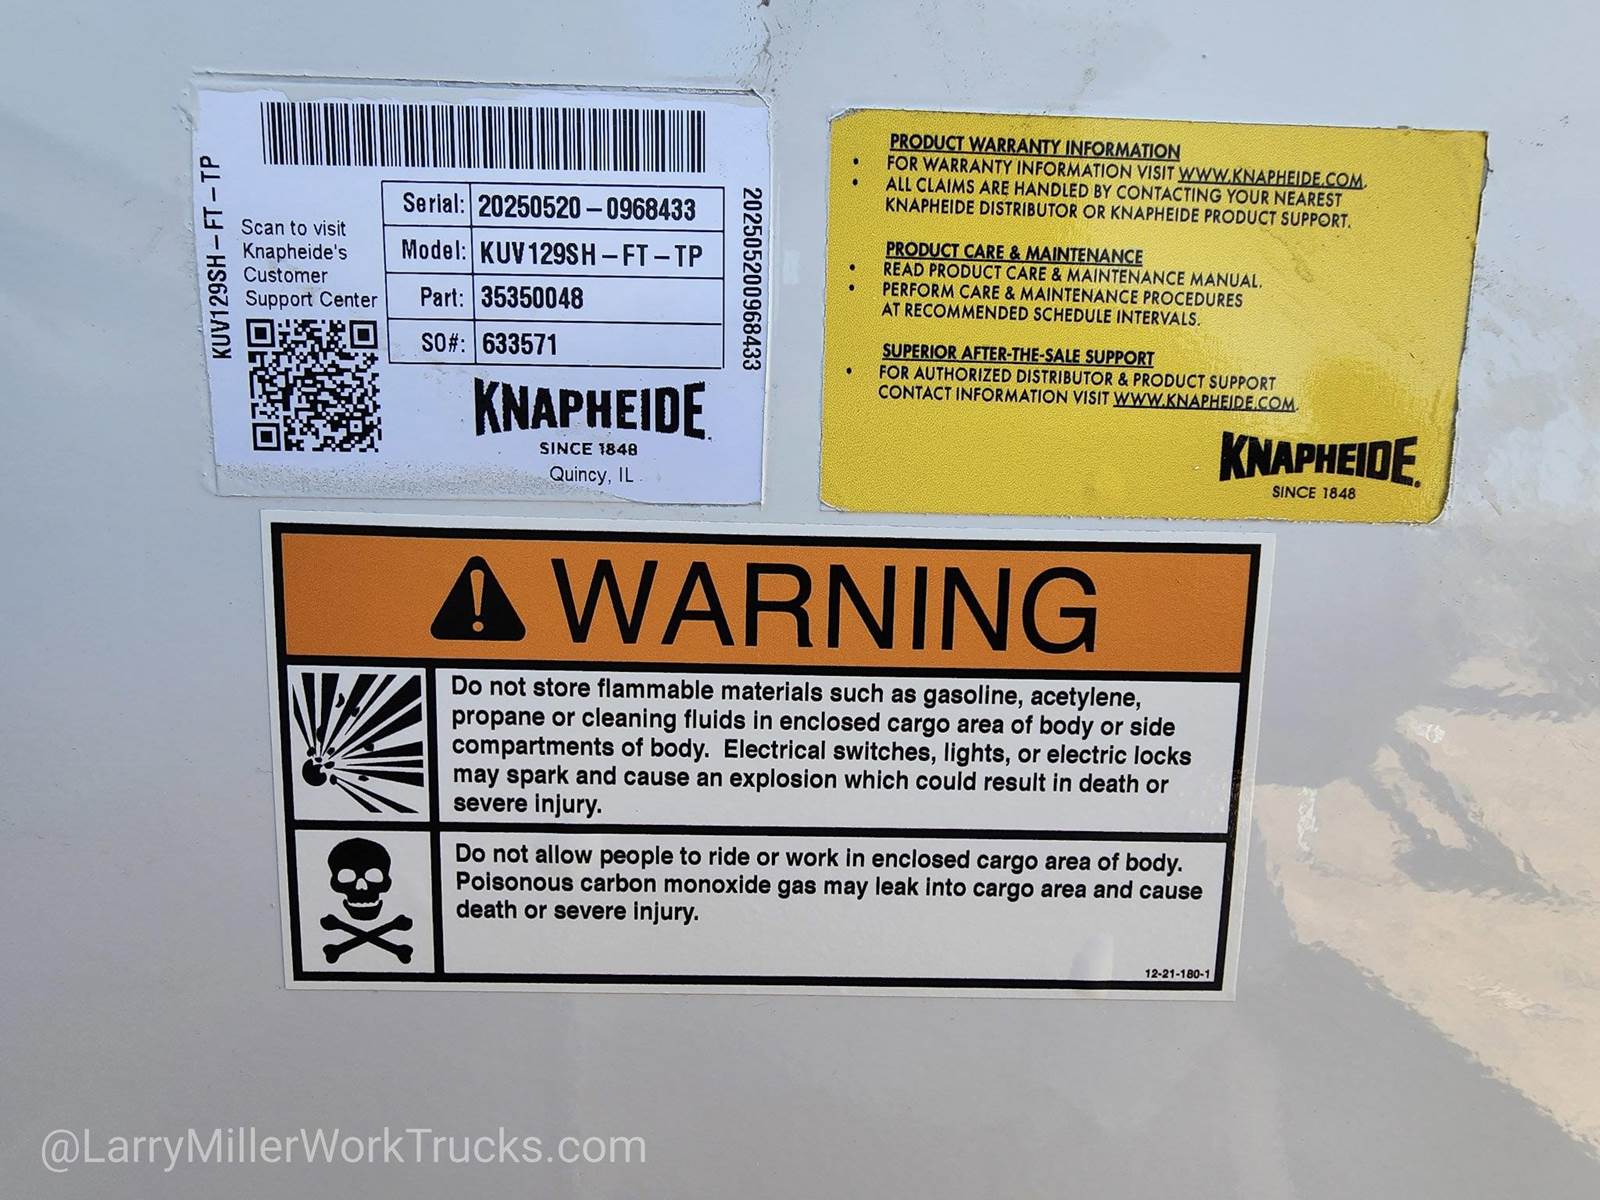 KUV129SH-FT-TP
Scan to visit
Knapheide's
Customer
Support Center
Serial: 20250520-0968433
Model: KUV129SH-FT-TP
Part: 35350048
SO#: 633571
202505200968433
KNAPHEIDE
SINCE 1848
Quincy, IL
PRODUCT WARRANTY INFORMATION
• FOR WARRANTY INFORMATION VISIT WWW.KNAPHEIDE.COM.
• ALL CLAIMS ARE HANDLED BY CONTACTING YOUR NEAREST
KNAPHEIDE DISTRIBUTOR OR KNAPHEIDE PRODUCT SUPPORT.
PRODUCT CARE & MAINTENANCE
• READ PRODUCT CARE & MAINTENANCE MANUAL.
• PERFORM CARE & MAINTENANCE PROCEDURES
AT RECOMMENDED SCHEDULE INTERVALS.
SUPERIOR AFTER-THE-SALE SUPPORT
• FOR AUTHORIZED DISTRIBUTOR & PRODUCT SUPPORT
CONTACT INFORMATION VISIT WWW.KNAPHEIDE.COM.
KNAPHEIDE
SINCE 1848
WARNING
Do not store flammable materials such as gasoline, acetylene,
propane or cleaning fluids in enclosed cargo area of body or side
compartments of body. Electrical switches, lights, or electric locks
may spark and cause an explosion which could result in death or
severe injury.
Do not allow people to ride or work in enclosed cargo area of body.
Poisonous carbon monoxide gas may leak into cargo area and cause
death or severe injury.
12-21-180-1
@LarryMillerWorkTrucks.com